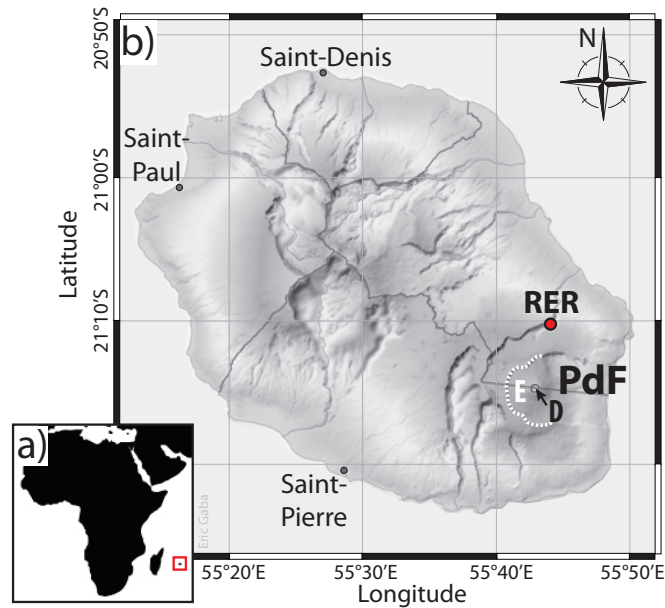 b)
N
20°50'S
Saint-Denis
Saint-
Paul
21°00'S
Latitude
RER
21°10'S
PdF
E
D
a)
Saint-
Pierre
Eric Gaba
55°20'E
55°30'E
55°40'E
55°50'E
Longitude